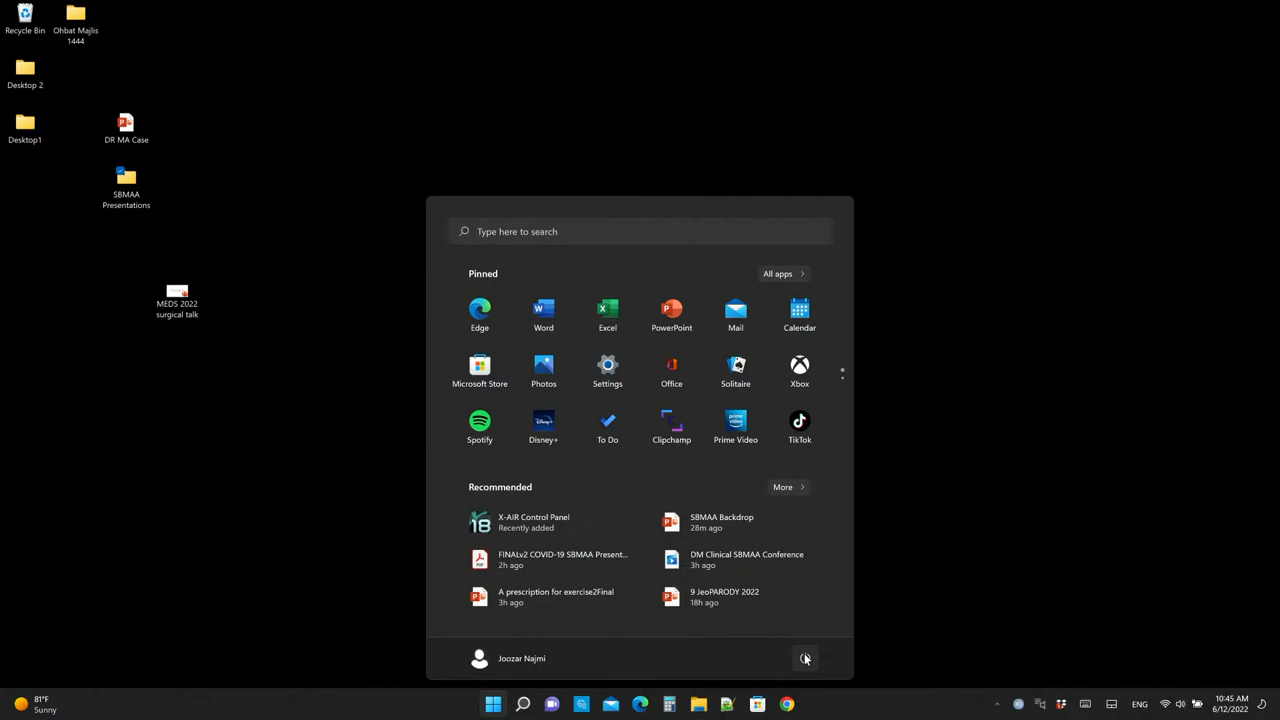 Recycle Bin
Ohbat Majlis
1444
Desktop 2
Desktop1
DR MA Case
SBMAA
Presentations
MEDS 2022
surgical talk
Type here to search
Pinned
All apps
Edge
Word
Excel
PowerPoint
Mail
Calendar
Microsoft Store
Photos
Settings
Office
Solitaire
Xbox
Spotify
Disney+
To Do
Clipchamp
Prime Video
TikTok
Recommended
More
X-AIR Control Panel
Recently added
SBMAA Backdrop
28m ago
FINALv2 COVID-19 SBMAA Present...
2h ago
DM Clinical SBMAA Conference
3h ago
A prescription for exercise2Final
3h ago
9 JeoPARODY 2022
18h ago
Joozar Najmi
81°F
Sunny
ENG
10:45 AM
6/12/2022